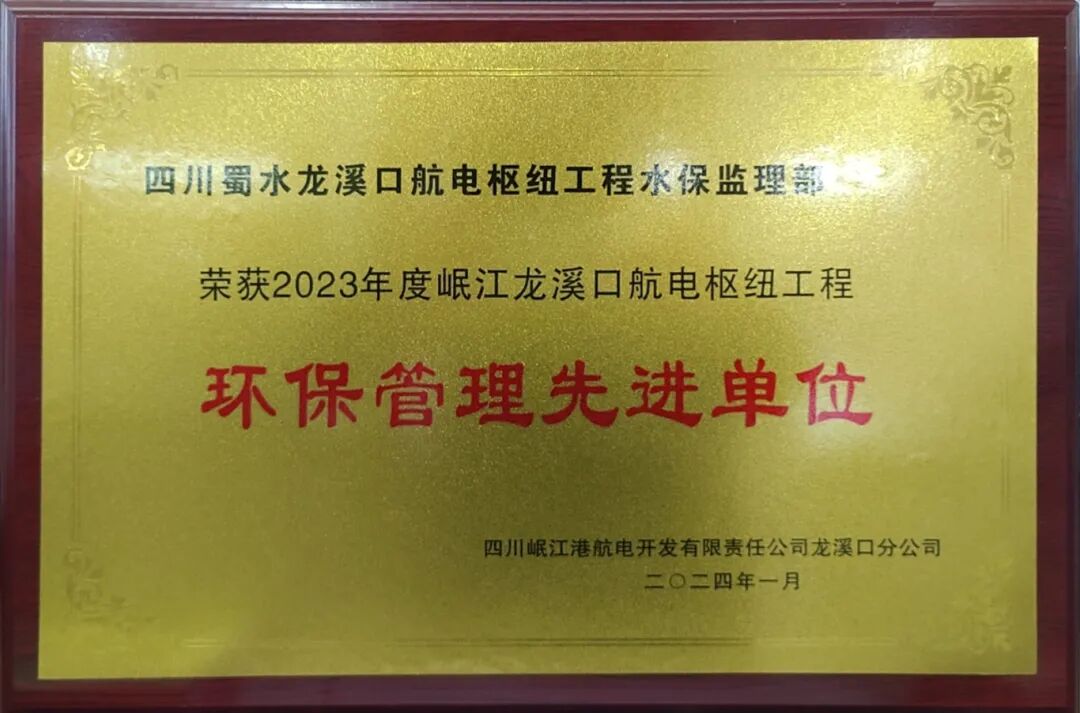 四川蜀水龙溪口航电枢纽工程水保监理部
荣获2023年度岷江龙溪口航电枢纽工程
环保管理先进单位
四川岷江港航电开发有限责任公司龙溪口分公司
二〇二四年一月